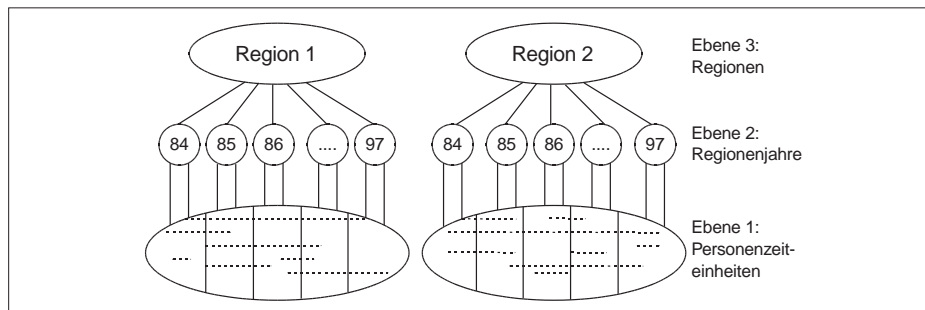 Region 1
Region 2
Ebene 3:
Regionen
84
85
86
....
97
84
85
86
....
97
Ebene 2:
Regionenjahre
Ebene 1:
Personenzeit-
einheiten